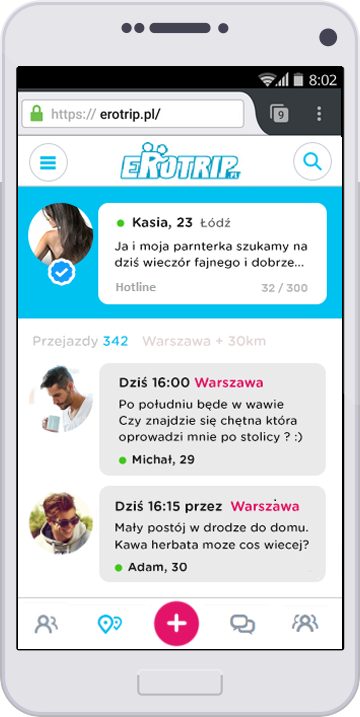 8:02
https:// erotrip.pl/
9
EROTRIP.PL
Kasia, 23 Łódź
Ja i moja parnterka szukamy na
dziś wieczór fajnego i dobrze...
Hotline 32 / 300
Przejazdy 342 Warszawa + 30km
Dziś 16:00 Warszawa
Po południu będe w wawie
Czy znajdzie się chętna która
oprowadzi mnie po stolicy ? :)
Michał, 29
Dziś 16:15 przez Warszawa
Mały postój w drodze do domu.
Kawa herbata moze cos wiecej?
Adam, 30